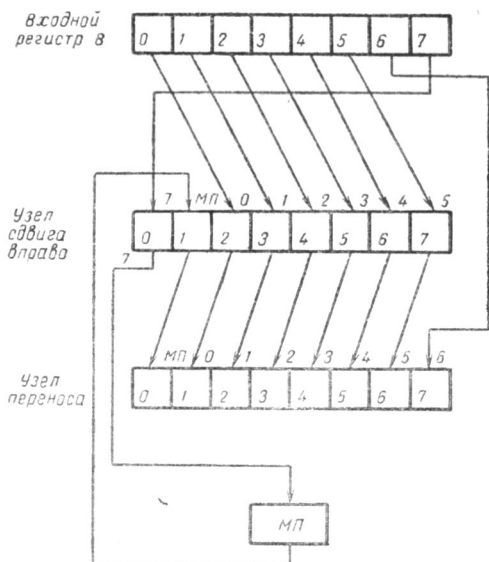 Входной
регистр В
0 1 2 3 4 5 6 7
7 МП 0 1 2 3 4 5
Узел
сдвига
вправа
0 1 2 3 4 5 6 7
7
МП 0 1 2 3 4 5 6
Узел
переноса
0 1 2 3 4 5 6 7
МП